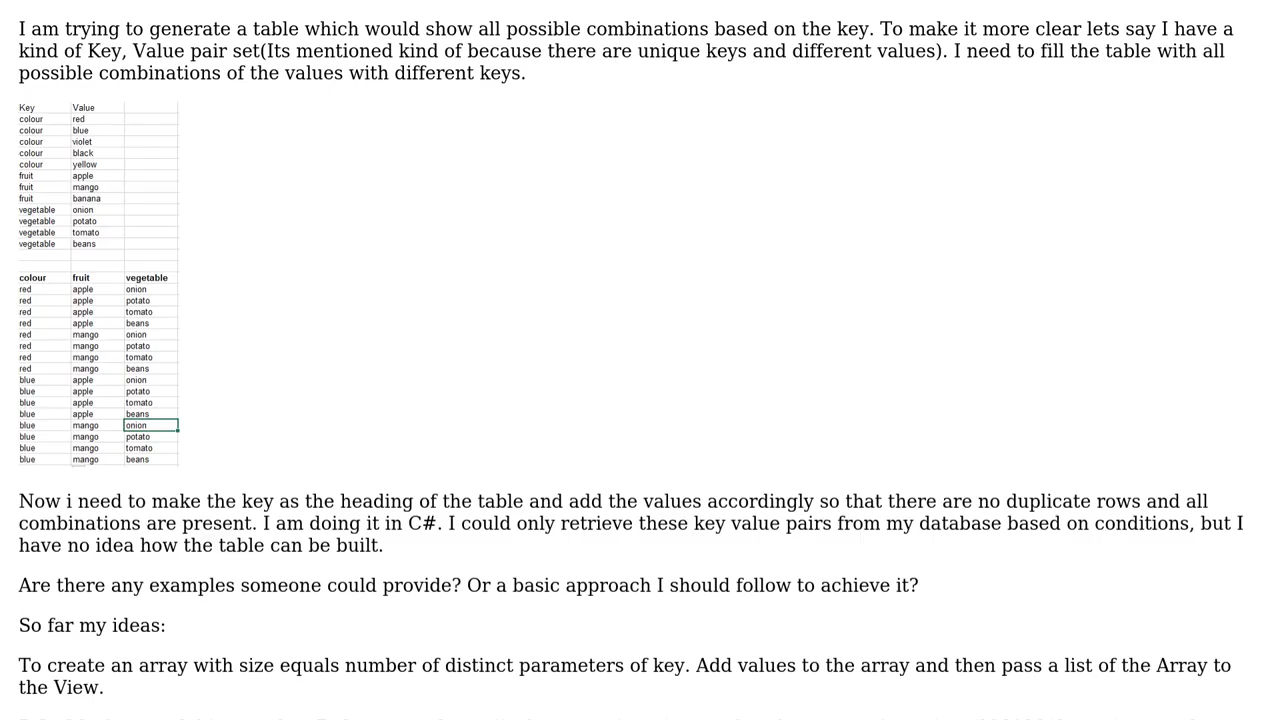 I am trying to generate a table which would show all possible combinations based on the key. To make it more clear lets say I have a
kind of Key, Value pair set(Its mentioned kind of because there are unique keys and different values). I need to fill the table with all
possible combinations of the values with different keys.
Key Value
colour red
colour blue
colour violet
colour black
colour yellow
fruit apple
fruit mango
fruit banana
vegetable onion
vegetable potato
vegetable tomato
vegetable beans
colour fruit vegetable
red apple onion
red apple potato
red apple tomato
red apple beans
red mango onion
red mango potato
red mango tomato
red mango beans
blue apple onion
blue apple potato
blue apple tomato
blue apple beans
blue mango onion
blue mango potato
blue mango tomato
blue mango beans
Now i need to make the key as the heading of the table and add the values accordingly so that there are no duplicate rows and all
combinations are present. I am doing it in C#. I could only retrieve these key value pairs from my database based on conditions, but I
have no idea how the table can be built.
Are there any examples someone could provide? Or a basic approach I should follow to achieve it?
So far my ideas:
To create an array with size equals number of distinct parameters of key. Add values to the array and then pass a list of the Array to
the View.